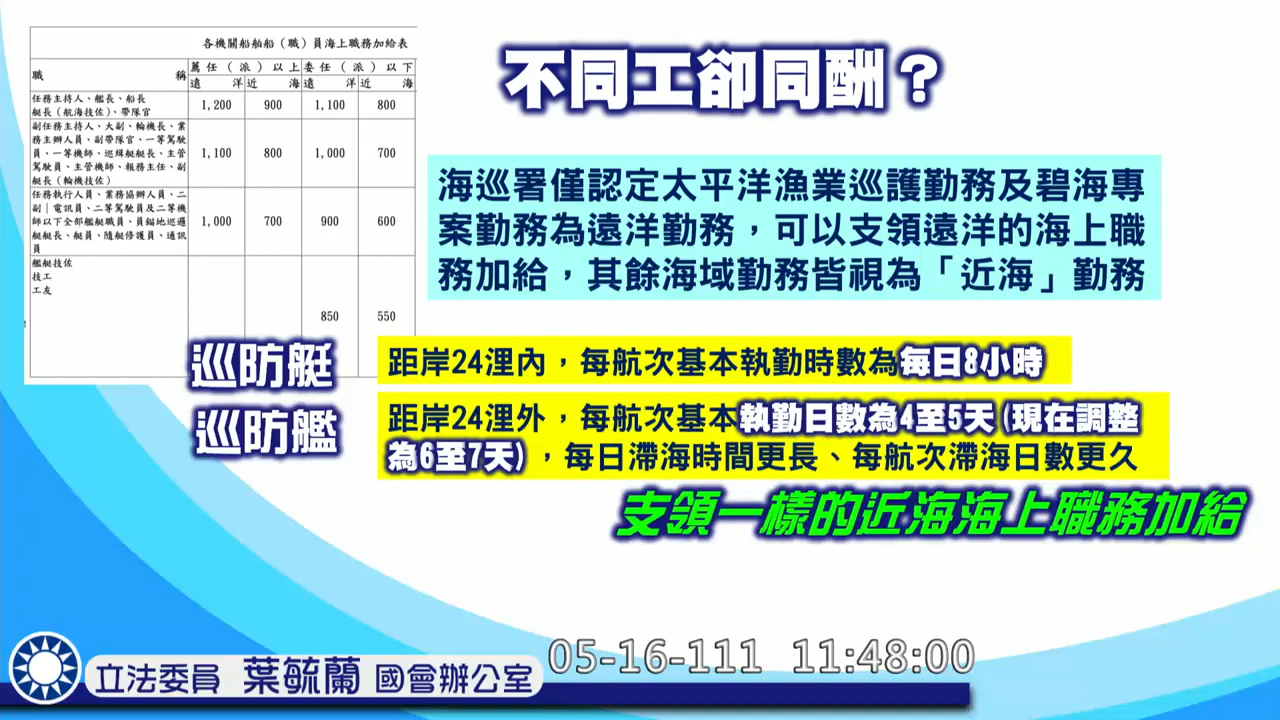 各機關船舶船（職）員海上職務加給表
職 稱 薦任（派）以上 委任（派）以下
遠洋 近海 遠洋 近海
任務主持人、艦長、船長
艇長（航海技佐）、帶隊官 1,200 900 1,100 800
副任務主持人、大副、輪機長、業
務主辦人員、副帶隊官、一等駕駛
員、一等機師、巡緝艇艇長、主管 1,100 800 1,000 700
駕駛員、主管機師、報務主任、副
艇長（輪機技佐）
任務執行人員、業務協辦人員、二
副｜電訊員、二等駕駛員及二等機
師以下全部艦艇職員、員錨地巡邏 1,000 700 900 600
艇艇長、艇員、隨艇修護員、通訊
員
艦艇技佐
技工
工友
850 550
不同工卻同酬？
海巡署僅認定太平洋漁業巡護勤務及碧海專
案勤務為遠洋勤務，可以支領遠洋的海上職
務加給，其餘海域勤務皆視為「近海」勤務
巡防艇
距岸24浬內，每航次基本執勤時數為每日8小時
巡防艦
距岸24浬外，每航次基本執勤日數為4至5天(現在調整
為6至7天)，每日滯海時間更長、每航次滯海日數更久
支領一樣的近海海上職務加給
立法委員 葉毓蘭 國會辦公室
05-16-111 11:48:00